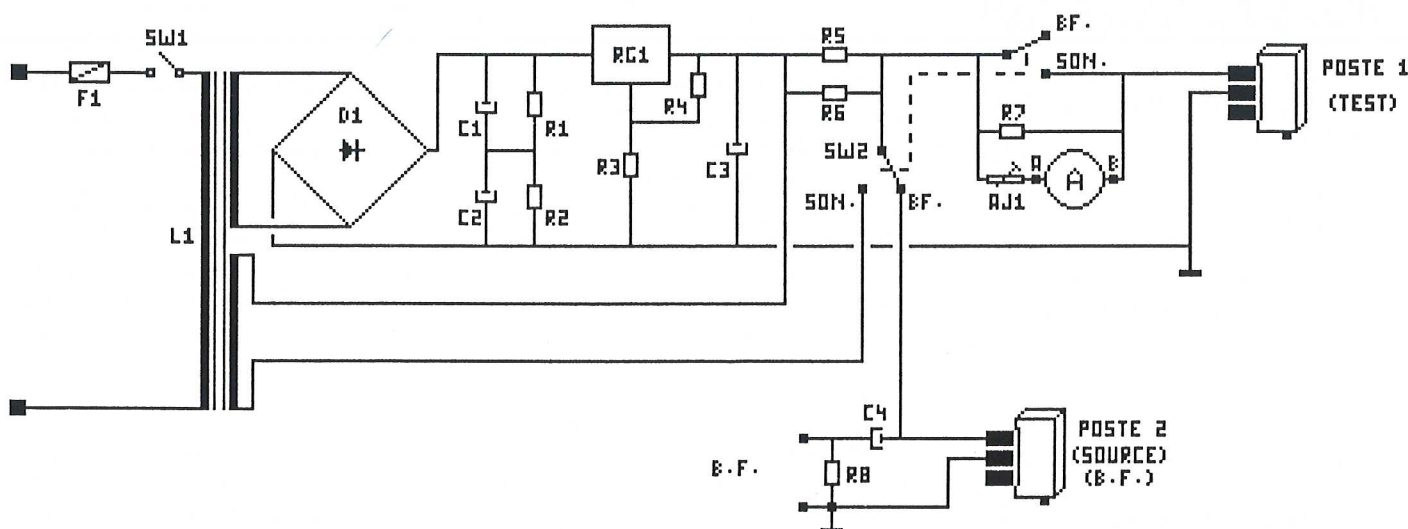 SW1
F1
L1
D1
C1
C2
R1
R2
RG1
R3
R4
C3
R5
R6
SW2
SON.
BF.
BF.
SON.
R7
AJ1
A
A
B
POSTE 1
(TEST)
B.F.
C4
R8
POSTE 2
(SOURCE)
(B.F.)